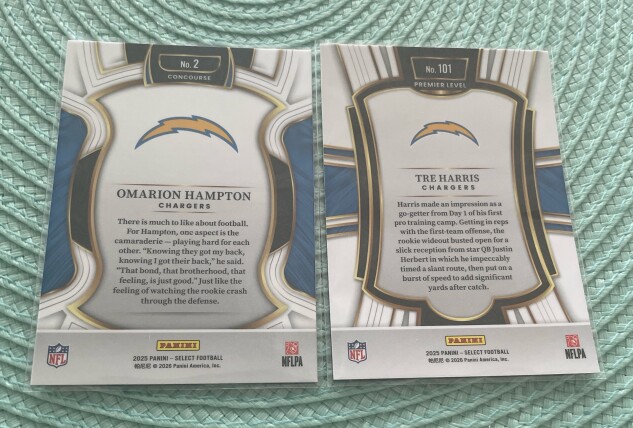 No. 2
CONCOURSE
OMARION HAMPTON
CHARGERS
There is much to like about football.
For Hampton, one aspect is the
camaraderie — playing hard for each
other. "Knowing they got my back,
knowing I got their back," he said.
"That bond, that brotherhood, that
feeling, is just good." Just like the
feeling of watching the rookie crash
through the defense.
NFL
PANINI
2025 PANINI – SELECT FOOTBALL
帕尼尼 © 2026 Panini America, Inc.
NFLPA
No. 101
PREMIER LEVEL
TRE HARRIS
CHARGERS
Harris made an impression as a
go-getter from Day 1 of his first
pro training camp. Getting in reps
with the first-team offense, the
rookie wideout busted open for a
slick reception from star QB Justin
Herbert in which he impeccably
timed a slant route, then put on a
burst of speed to add significant
yards after catch.
NFL
PANINI
2025 PANINI – SELECT FOOTBALL
帕尼尼 © 2026 Panini America, Inc.
NFLPA